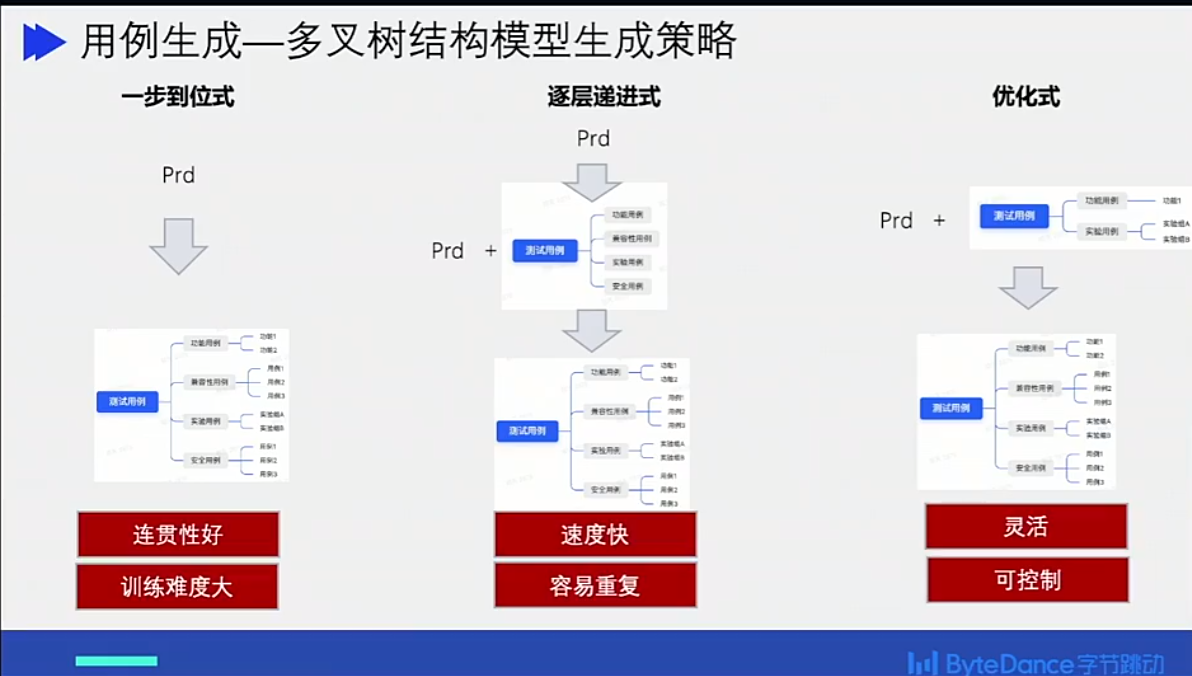 用例生成—多叉树结构模型生成策略
一步到位式
Prd
测试用例
功能用例
功能1
功能2
兼容性用例
用例1
用例2
用例3
实验用例
实验组A
实验组B
安全用例
用例1
用例2
用例3
连贯性好
训练难度大
逐层递进式
Prd
Prd +
测试用例
功能用例
兼容性用例
实验用例
安全用例
测试用例
功能用例
功能1
功能2
兼容性用例
用例1
用例2
用例3
实验用例
实验组A
实验组B
安全用例
用例1
用例2
用例3
速度快
容易重复
优化式
Prd +
测试用例
功能用例
功能1
实验用例
实验组A
实验组B
测试用例
功能用例
功能1
功能2
兼容性用例
用例1
用例2
用例3
实验用例
实验组A
实验组B
安全用例
用例1
用例2
用例3
灵活
可控制
ByteDance字节跳动